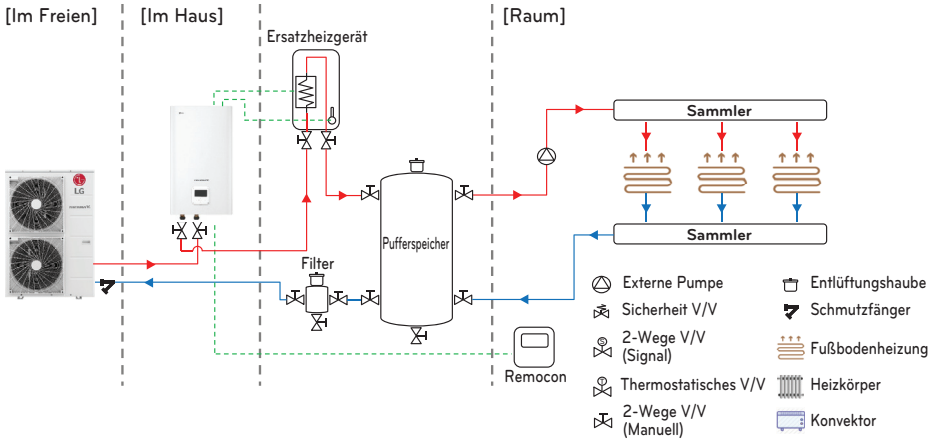 [Im Freien]
[Im Haus]
[Raum]
Ersatzheizgerät
Sammler
LG
Pufferspeicher
Sammler
Filter
Remocon
Externe Pumpe
Sicherheit V/V
S
2-Wege V/V
(Signal)
T
Thermostatisches V/V
2-Wege V/V
(Manuell)
Entlüftungshaube
Schmutzfänger
Fußbodenheizung
Heizkörper
Konvektor